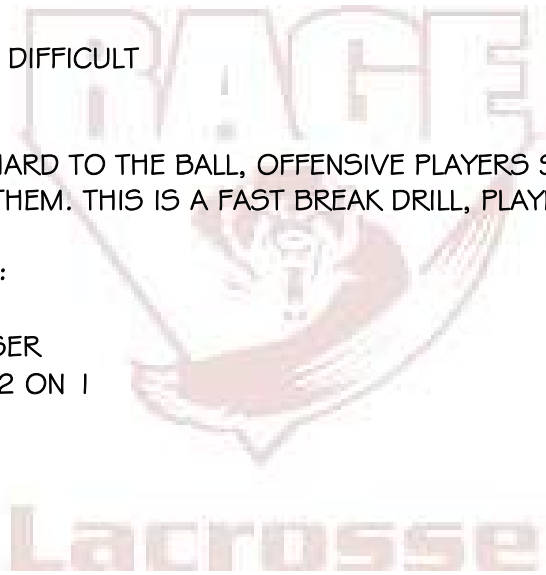 RAGE
DIFFICULT
HARD TO THE BALL, OFFENSIVE PLAYERS S
THEM. THIS IS A FAST BREAK DRILL, PLAY
:
SER
2 ON 1
Lacrosse